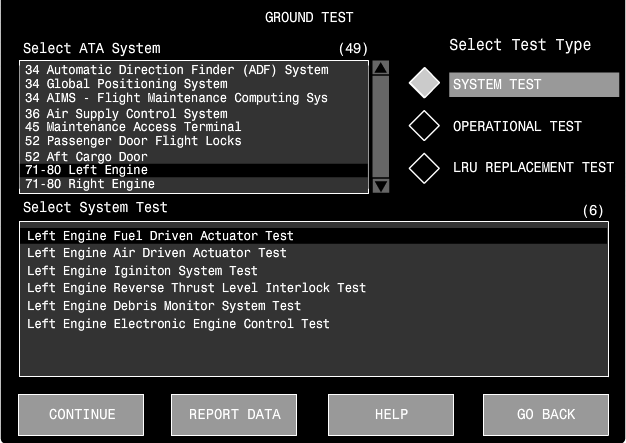 GROUND TEST
Select ATA System (49)
34 Automatic Direction Finder (ADF) System
34 Global Positioning System
34 AIMS - Flight Maintenance Computing Sys
36 Air Supply Control System
45 Maintenance Access Terminal
52 Passenger Door Flight Locks
52 Aft Cargo Door
71-80 Left Engine
71-80 Right Engine
Select Test Type
SYSTEM TEST
OPERATIONAL TEST
LRU REPLACEMENT TEST
Select System Test (6)
Left Engine Fuel Driven Actuator Test
Left Engine Air Driven Actuator Test
Left Engine Iginiton System Test
Left Engine Reverse Thrust Level Interlock Test
Left Engine Debris Monitor System Test
Left Engine Electronic Engine Control Test
CONTINUE
REPORT DATA
HELP
GO BACK